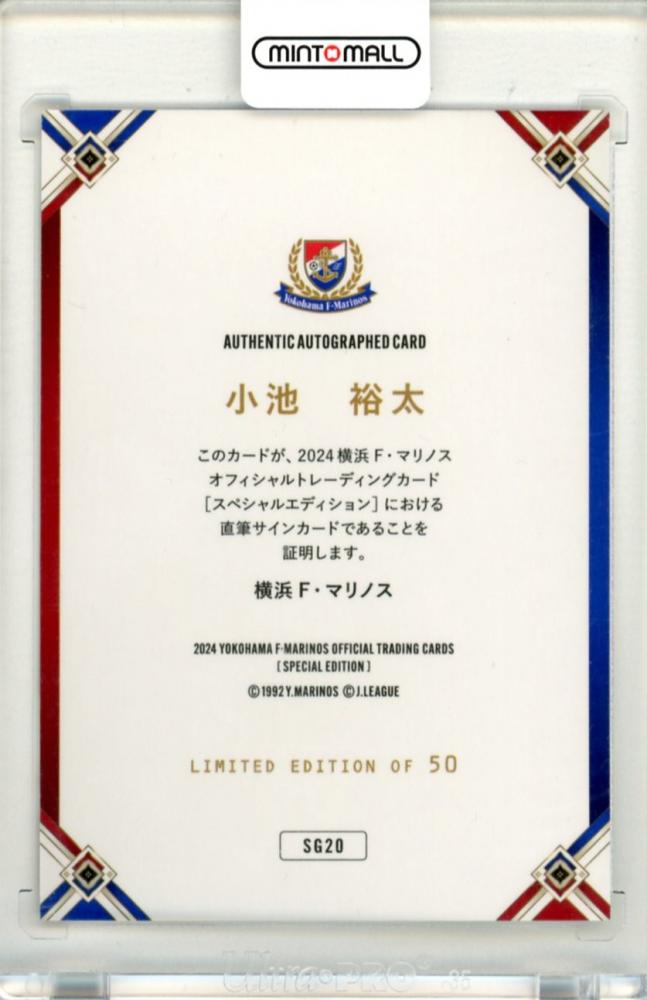 MINTMALL
Yokohama F·Marinos
AUTHENTIC AUTOGRAPHED CARD
小池 裕太
このカードが、2024 横浜 F・マリノス
オフィシャルトレーディングカード
[スペシャルエディション] における
直筆サインカードであることを
証明します。
横浜 F・マリノス
2024 YOKOHAMA F·MARINOS OFFICIAL TRADING CARDS
[SPECIAL EDITION]
©1992 Y.MARINOS ©J.LEAGUE
LIMITED EDITION OF 50
SG20
Ultra PRO 35